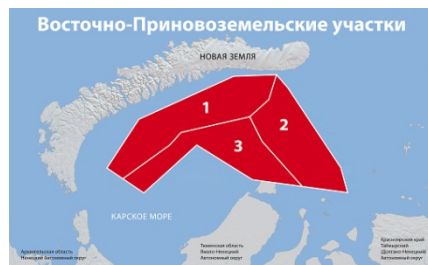 Восточно-Приновоземельские участки
НОВАЯ ЗЕМЛЯ
1
2
3
КАРСКОЕ МОРЕ
Архангельская область
Ненецкий Автономный округ
Тюменская область
Ямало-Ненецкий
Автономный округ
Красноярский край
Таймырский
(Долгано-Ненецкий)
Автономный округ